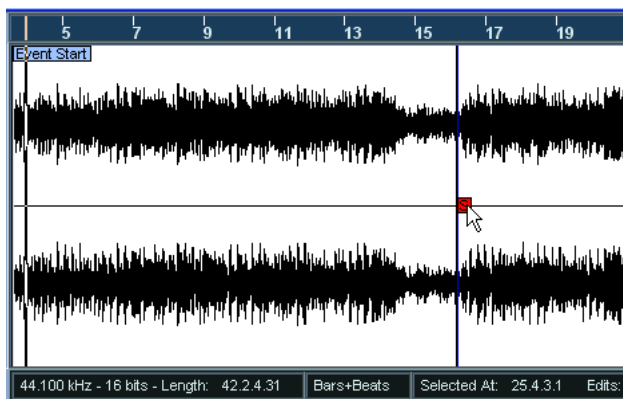 5 7 9 11 13 15 17 19
Event Start
S
44.100 kHz - 16 bits - Length: 42.2.4.31 Bars+Beats Selected At: 25.4.3.1 Edits: